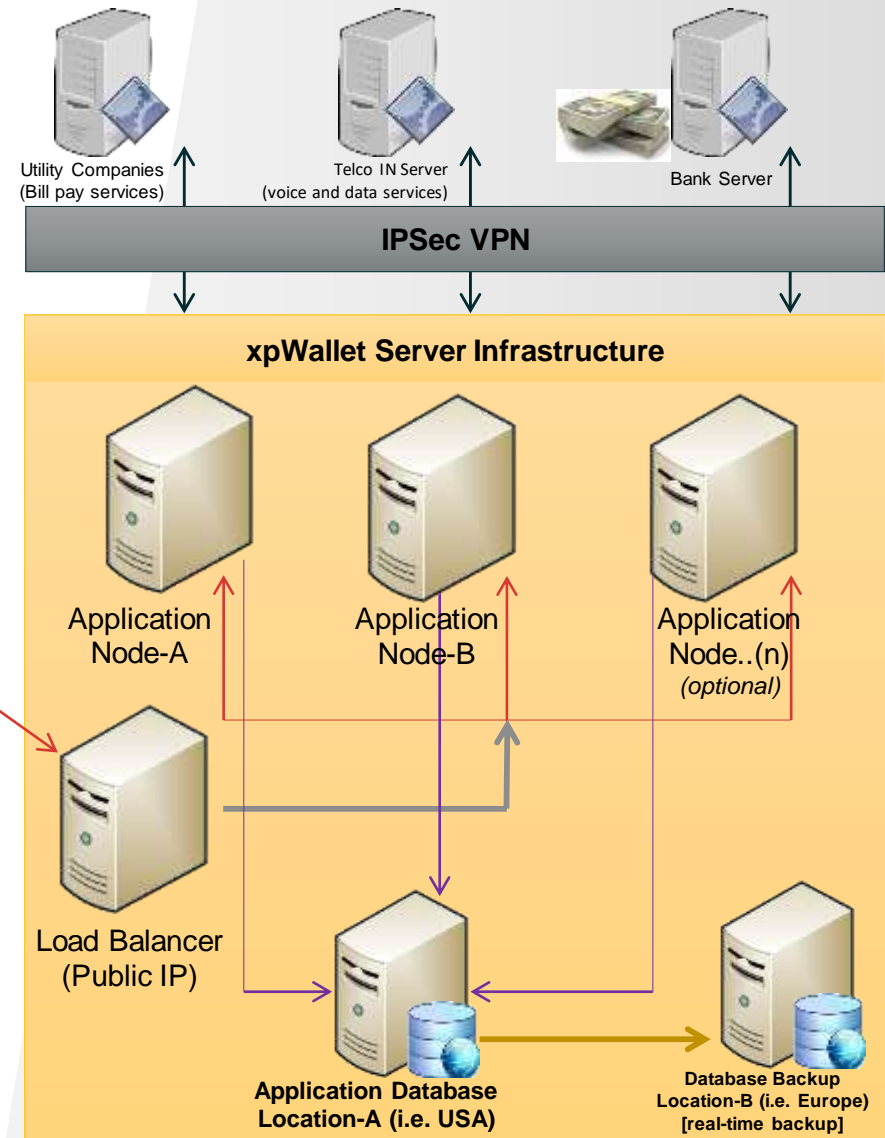 Utility Companies
(Bill pay services)
Telco IN Server
(voice and data services)
Bank Server
IPSec VPN
xpWallet Server Infrastructure
Application
Node-A
Application
Node-B
Application
Node..(n)
(optional)
Load Balancer
(Public IP)
Application Database
Location-A (i.e. USA)
Database Backup
Location-B (i.e. Europe)
[real-time backup]